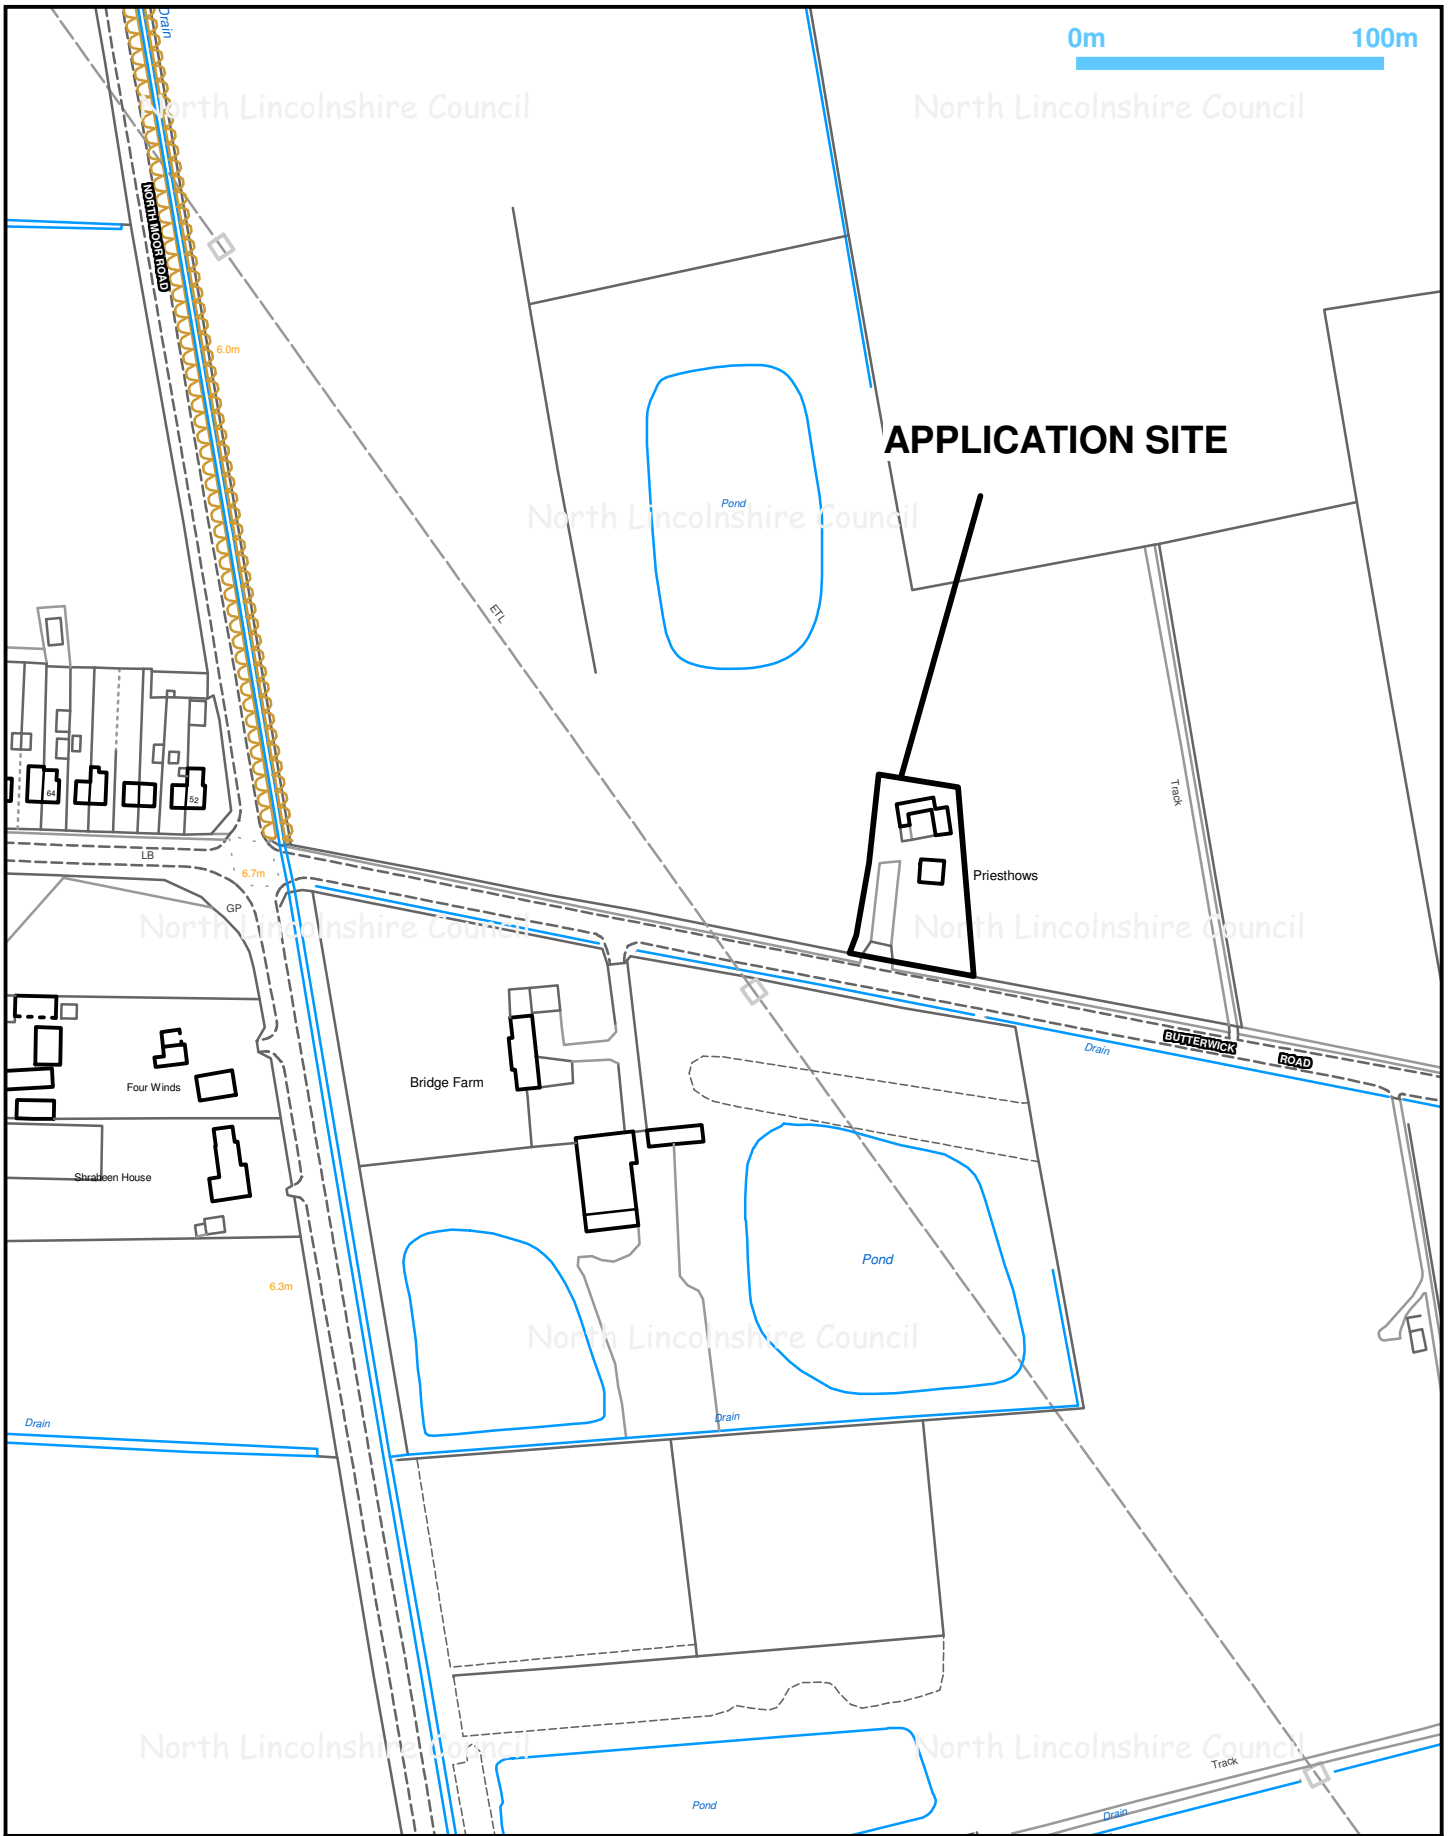 Drain
0m 100m
North Lincolnshire Council North Lincolnshire Council
NORTH MOOR ROAD
6.0m
APPLICATION SITE
Pond
North Lincolnshire Council
ETL
Track
64
52
LB
6.7m
Priesthows
GP
North Lincolnshire Council North Lincolnshire Council
BUTTERWICK ROAD
Drain
Bridge Farm
Four Winds
Shraheen House
Pond
6.3m
North Lincolnshire Council
Drain
Drain
North Lincolnshire Council North Lincolnshire Council
Track
Pond
Drain